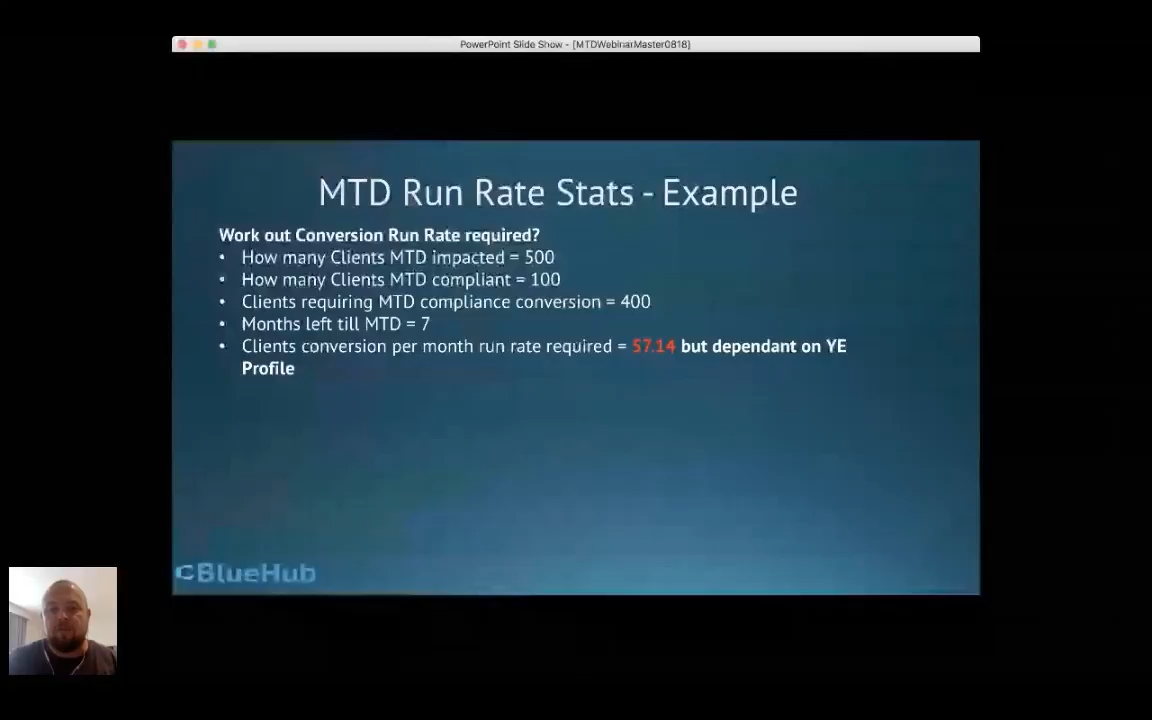 PowerPoint Slide Show - [MTDWebinarMaster0818]
MTD Run Rate Stats - Example
Work out Conversion Run Rate required?
• How many Clients MTD impacted = 500
• How many Clients MTD compliant = 100
• Clients requiring MTD compliance conversion = 400
• Months left till MTD = 7
• Clients conversion per month run rate required = 57.14 but dependant on YE
Profile
BlueHub